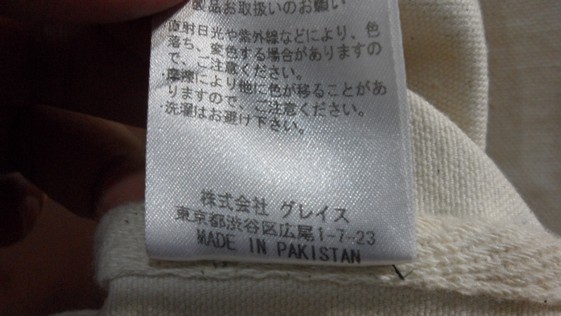 製品お取扱いのお願い
直射日光や紫外線などにより、色
落ち、変色する場合がありますの
で、ご注意ください。
・摩擦により他に色が移ることがあ
りますので、ご注意ください。
・洗濯はお避け下さい。
株式会社 グレイス
東京都渋谷区広尾1-7-23
MADE IN PAKISTAN